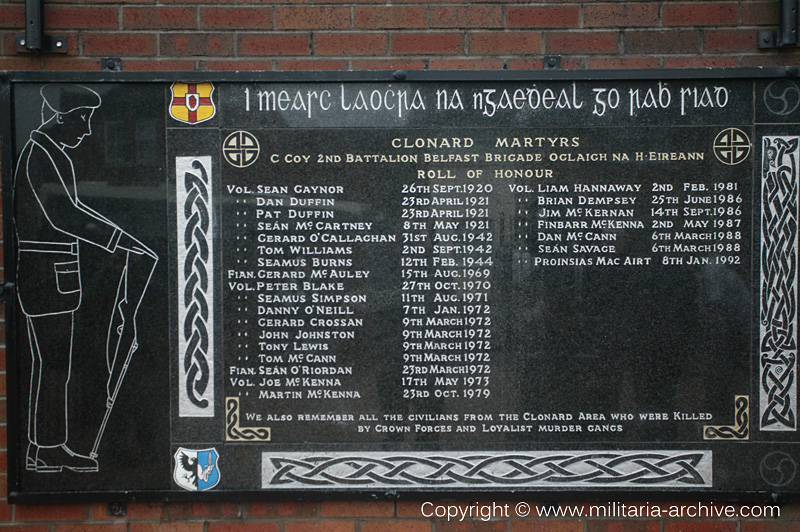 I mearc laoċra na ngaeḋeal go raḃ siad
CLONARD MARTYRS
C COY 2ND BATTALION BELFAST BRIGADE OGLAIGH NA H-EIREANN
ROLL OF HONOUR
VOL. SEAN GAYNOR 26TH SEPT. 1920
" DAN DUFFIN 23RD APRIL 1921
" PAT DUFFIN 23RD APRIL 1921
" SEÁN MCCARTNEY 8TH MAY 1921
" GERARD O'CALLAGHAN 31ST AUG. 1942
" TOM WILLIAMS 2ND SEPT. 1942
" SEAMUS BURNS 12TH FEB. 1944
FIAN. GERARD MCAULEY 15TH AUG. 1969
VOL. PETER BLAKE 27TH OCT. 1970
" SEAMUS SIMPSON 11TH AUG. 1971
" DANNY O'NEILL 7TH JAN. 1972
" GERARD CROSSAN 9TH MARCH 1972
" JOHN JOHNSTON 9TH MARCH 1972
" TONY LEWIS 9TH MARCH 1972
" TOM MCCANN 9TH MARCH 1972
FIAN. SEÁN O'RIORDAN 23RD MARCH 1972
VOL. JOE MCKENNA 17TH MAY 1973
" MARTIN MCKENNA 23RD OCT. 1979
VOL. LIAM HANNAWAY 2ND FEB. 1981
" BRIAN DEMPSEY 25TH JUNE 1986
" JIM MCKERNAN 14TH SEPT. 1986
" FINBARR MCKENNA 2ND MAY 1987
" DAN MCCANN 6TH MARCH 1988
" SEÁN SAVAGE 6TH MARCH 1988
" PROINSIAS MAC AIRT 8TH JAN. 1992
WE ALSO REMEMBER ALL THE CIVILIANS FROM THE CLONARD AREA WHO WERE KILLED
BY CROWN FORCES AND LOYALIST MURDER GANGS
Copyright © www.militaria-archive.com